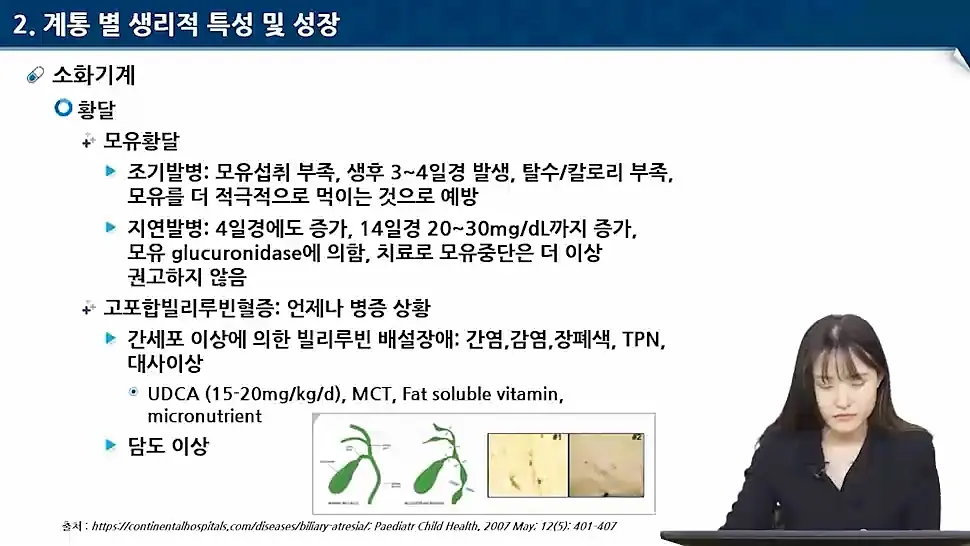 2. 계통 별 생리적 특성 및 성장
소화기계
황달
모유황달
조기발병: 모유섭취 부족, 생후 3~4일경 발생, 탈수/칼로리 부족,
모유를 더 적극적으로 먹이는 것으로 예방
지연발병: 4일경에도 증가, 14일경 20~30mg/dL까지 증가,
모유 glucuronidase에 의함, 치료로 모유중단은 더 이상
권고하지 않음
고포합빌리루빈혈증: 언제나 병증 상황
간세포 이상에 의한 빌리루빈 배설장애: 간염,감염,장폐색, TPN,
대사이상
UDCA (15-20mg/kg/d), MCT, Fat soluble vitamin,
micronutrient
담도 이상
#1 #2
출처 : https://continentalhospitals.com/diseases/biliary-atresia/; Paediatr Child Health, 2007 May; 12(5): 401-407